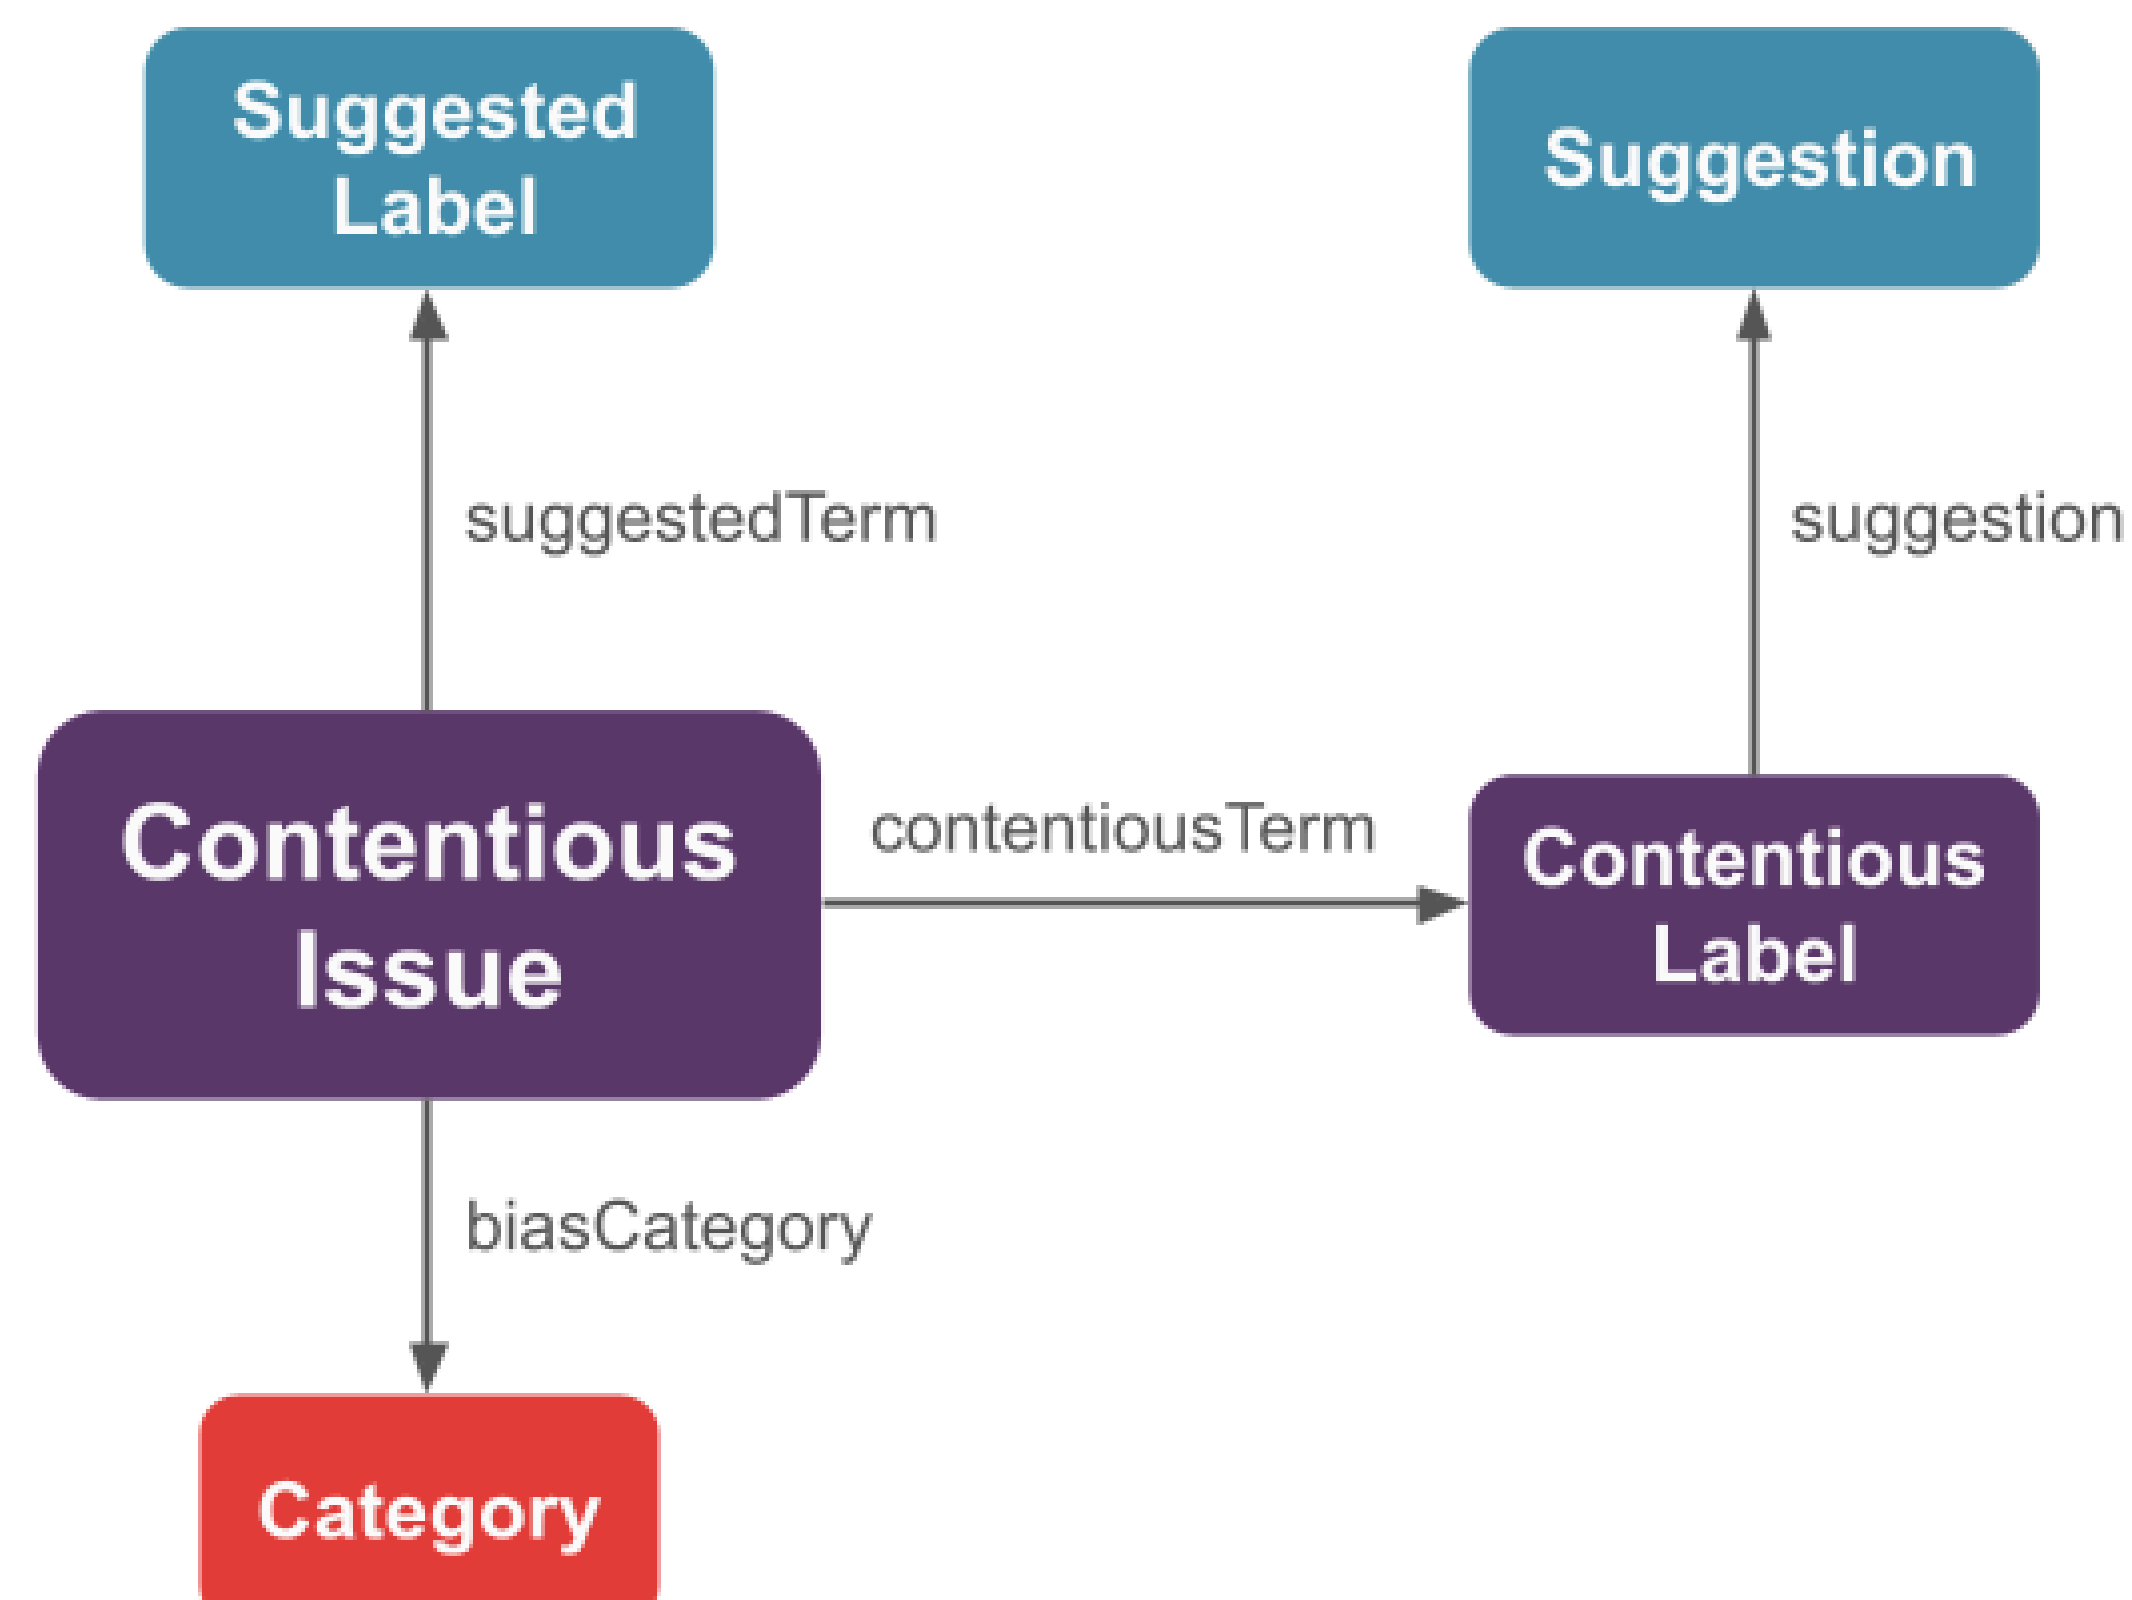 Suggested
Label
Suggestion
suggestedTerm
suggestion
Contentious
Issue
contentiousTerm
Contentious
Label
biasCategory
Category